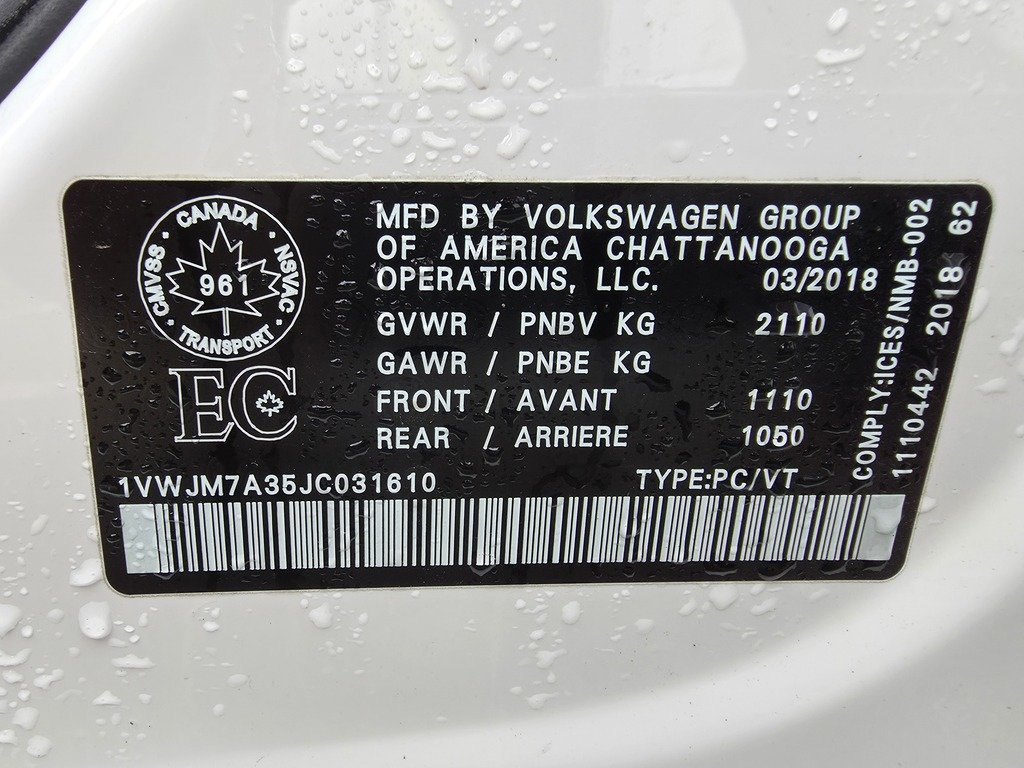 CANADA
CMVSS
NSVAC
961
TRANSPORT
EC
MFD BY VOLKSWAGEN GROUP
OF AMERICA CHATTANOOGA
OPERATIONS, LLC. 03/2018
GVWR / PNBV KG 2110
GAWR / PNBE KG
FRONT / AVANT 1110
REAR / ARRIERE 1050
1VWJM7A35JC031610 TYPE:PC/VT
COMPLY:ICES/NMB-002
1110442 2018 62